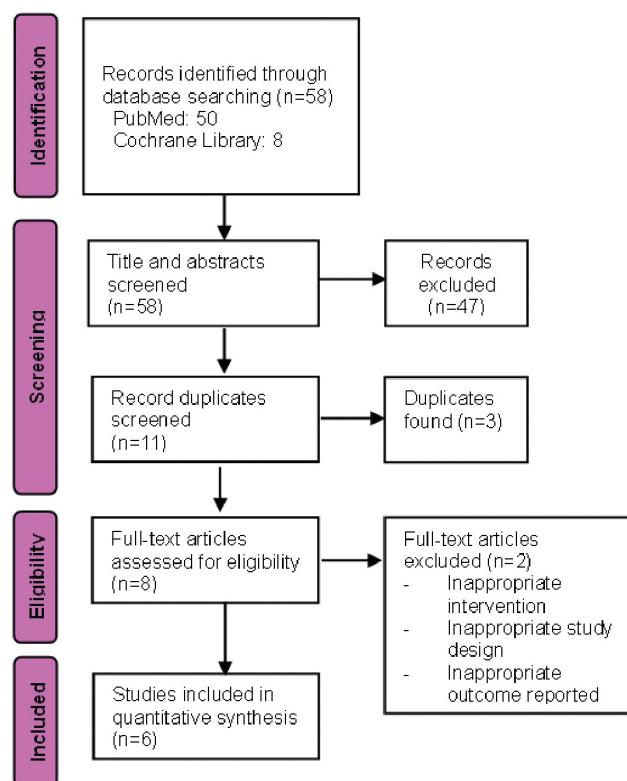 Identification
Records identified through
database searching (n=58)
PubMed: 50
Cochrane Library: 8
Screening
Title and abstracts
screened
(n=58)
Records
excluded
(n=47)
Record duplicates
screened
(n=11)
Duplicates
found (n=3)
Eligibility
Full-text articles
assessed for eligibility
(n=8)
Full-text articles
excluded (n=2)
- Inappropriate
intervention
- Inappropriate study
design
- Inappropriate
outcome reported
Included
Studies included in
quantitative synthesis
(n=6)